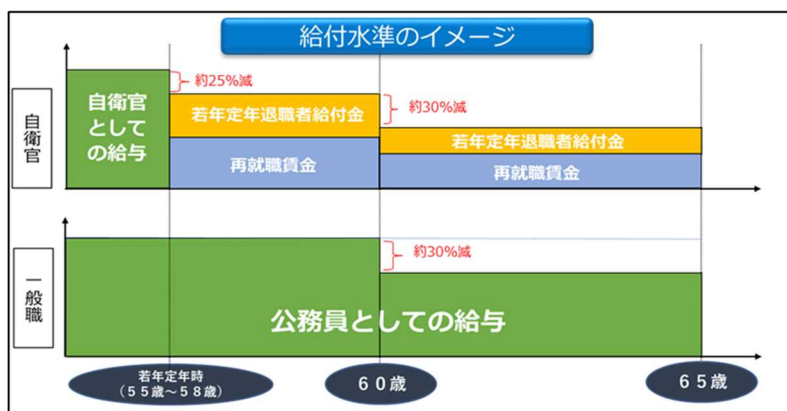 給付水準のイメージ
約25%減
自衛官
自衛官
としての
給与
若年定年退職者給付金
再就職賃金
約30%減
若年定年退職者給付金
再就職賃金
一般職
約30%減
公務員としての給与
若年定年時
(55歳～58歳)
60歳
65歳